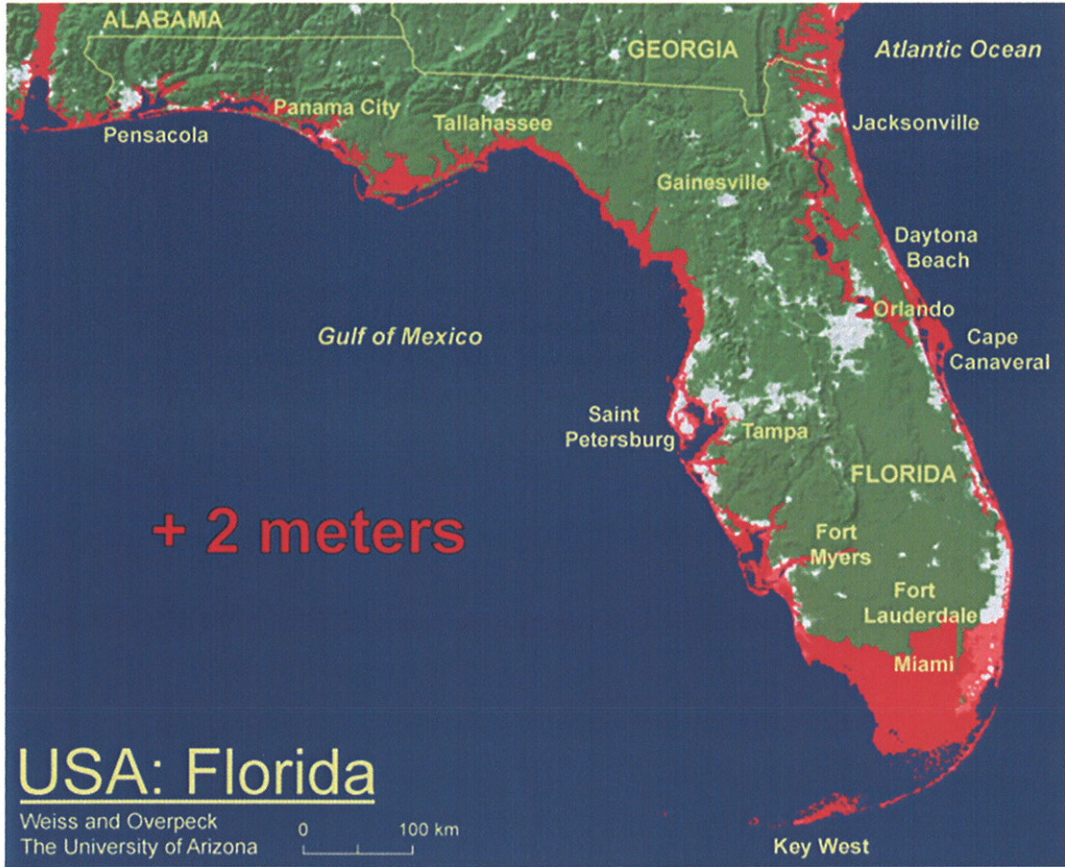 ALABAMA
GEORGIA
Atlantic Ocean
Panama City
Pensacola
Tallahassee
Jacksonville
Gainesville
Daytona
Beach
Orlando
Cape
Canaveral
Gulf of Mexico
Saint
Petersburg
Tampa
FLORIDA
+ 2 meters
Fort
Myers
Fort
Lauderdale
Miami
USA: Florida
Weiss and Overpeck
The University of Arizona
0 100 km
Key West